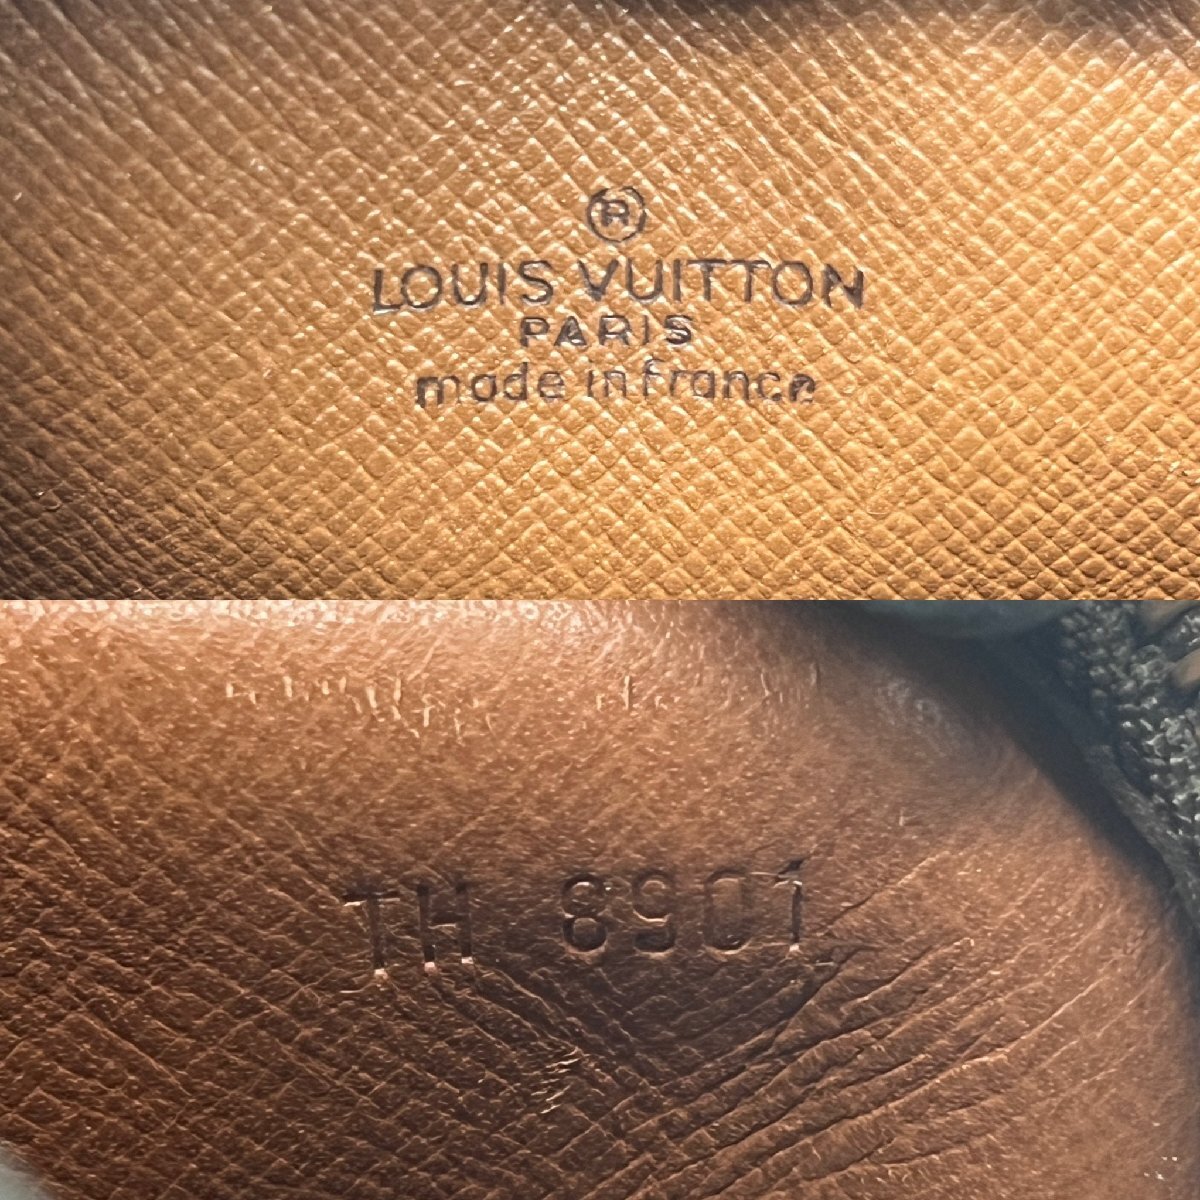 ®
LOUIS VUITTON
PARIS
made in france
TH 8901